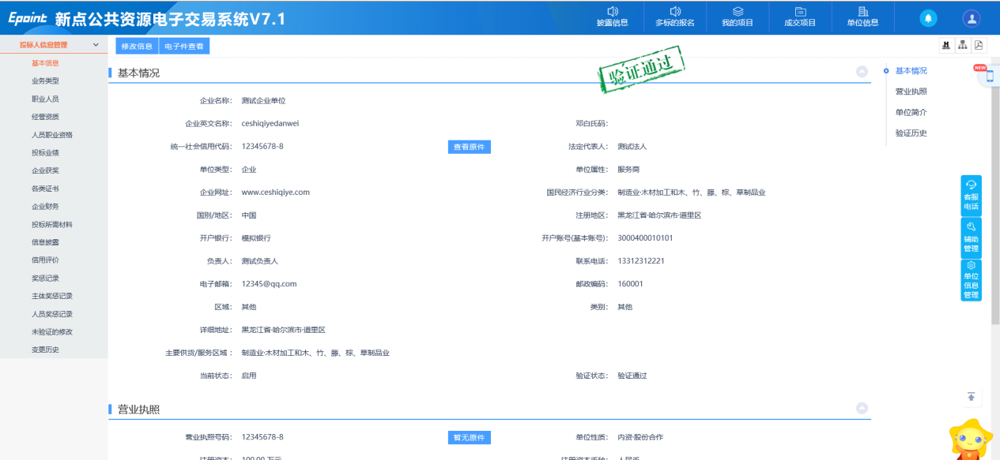 Epoint 新点公共资源电子交易系统V7.1
披露信息
多标的报名
我的项目
成交项目
单位信息
投标人信息管理
基本信息
业务类型
职业人员
经营资质
人员职业资格
投标业绩
企业获奖
各类证书
企业财务
投标所需材料
信息披露
信用评价
奖惩记录
主体奖惩记录
人员奖惩记录
未验证的修改
变更历史
修改信息 电子件查看
基本情况
验证通过
企业名称: 测试企业单位
企业英文名称: ceshiqiyedanwei 邓白氏码:
统一社会信用代码: 12345678-8 查看原件 法定代表人: 测试法人
单位类型: 企业 单位属性: 服务商
企业网址: www.ceshiqiye.com 国民经济行业分类: 制造业·木材加工和木、竹、藤、棕、草制品业
国别/地区: 中国 注册地区: 黑龙江省·哈尔滨市·道里区
开户银行: 模拟银行 开户账号(基本账号): 3000400010101
负责人: 测试负责人 联系电话: 13312312221
电子邮箱: 12345@qq.com 邮政编码: 160001
区域: 其他 类别: 其他
详细地址: 黑龙江省·哈尔滨市·道里区
主要供货/服务区域: 制造业·木材加工和木、竹、藤、棕、草制品业
当前状态: 启用 验证状态: 验证通过
营业执照
营业执照号码: 12345678-8 暂无原件 单位性质: 内资·股份合作
注册资本: 100.00 万元 注册资本币种: 人民币
基本情况
营业执照
单位简介
验证历史
NEW
客服
电话
辅助
管理
单位
信息
管理